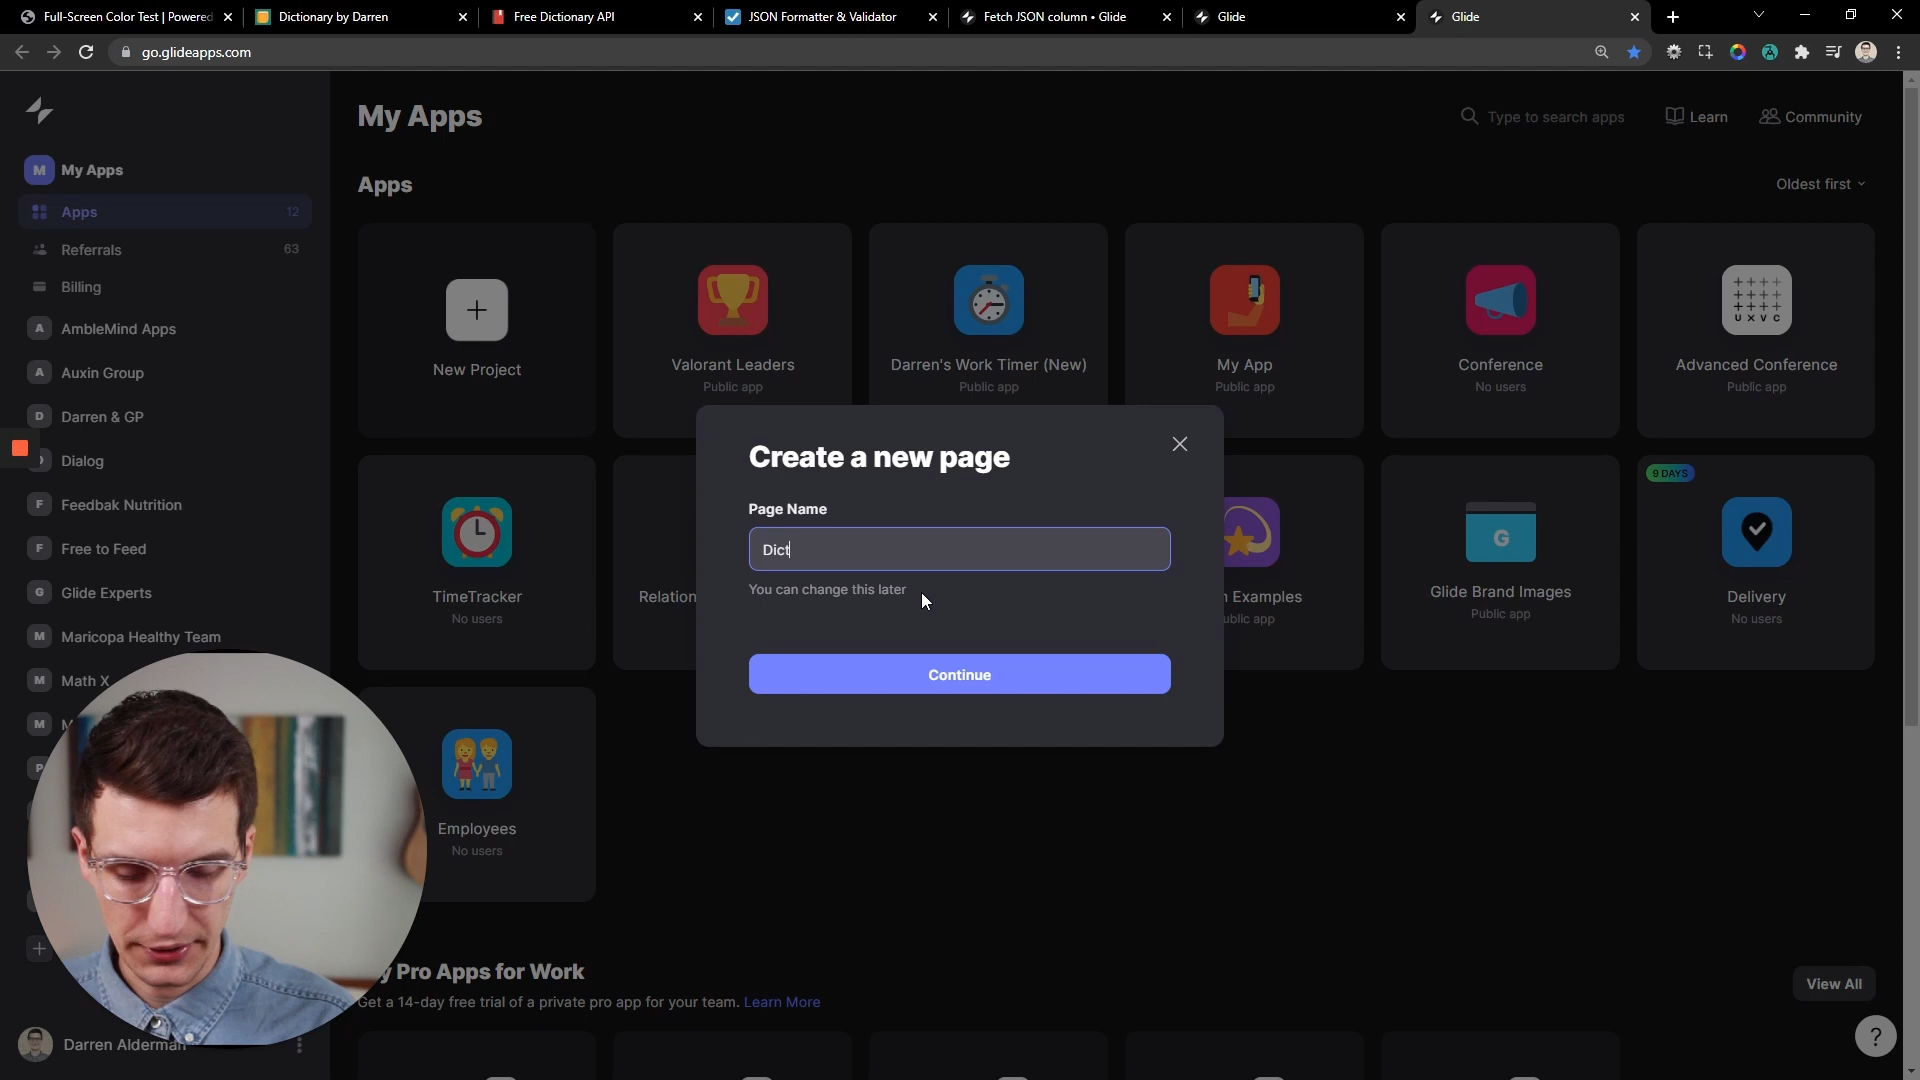 Full-Screen Color Test | Powered
Dictionary by Darren
Free Dictionary API
JSON Formatter & Validator
Fetch JSON column • Glide
Glide
Glide
go.glideapps.com
My Apps
Type to search apps
Learn
Community
M My Apps
Apps 12
Referrals 63
Billing
A AmbleMind Apps
A Auxin Group
D Darren & GP
Dialog
F Feedbak Nutrition
F Free to Feed
G Glide Experts
M Maricopa Healthy Team
M Math X
M
P
Darren Alderman
Apps
Oldest first
New Project
Valorant Leaders
Public app
Darren's Work Timer (New)
Public app
My App
Public app
Conference
No users
U X V C
Advanced Conference
Public app
TimeTracker
No users
Relation
Examples
G
Glide Brand Images
Public app
9 DAYS
Delivery
No users
Employees
No users
Create a new page
Page Name
Dict
You can change this later
Continue
Pro Apps for Work
Get a 14-day free trial of a private pro app for your team. Learn More
View All
?